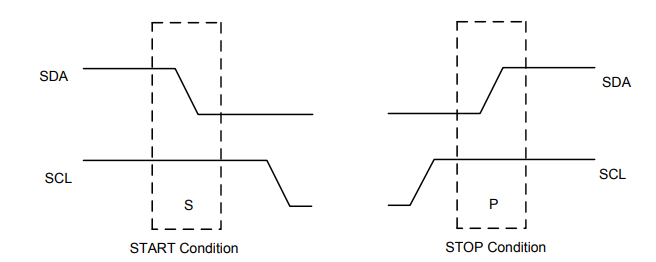 SDA
SCL
S
START Condition
SDA
SCL
P
STOP Condition